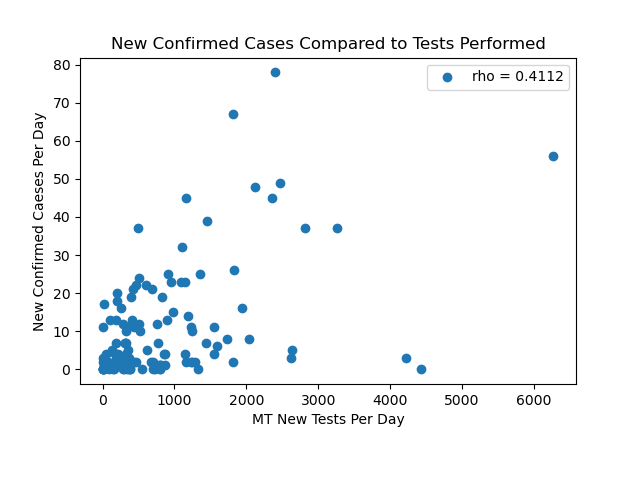 New Confirmed Cases Compared to Tests Performed
rho = 0.4112
New Confirmed Caeses Per Day
80
70
60
50
40
30
20
10
0
0 1000 2000 3000 4000 5000 6000
MT New Tests Per Day